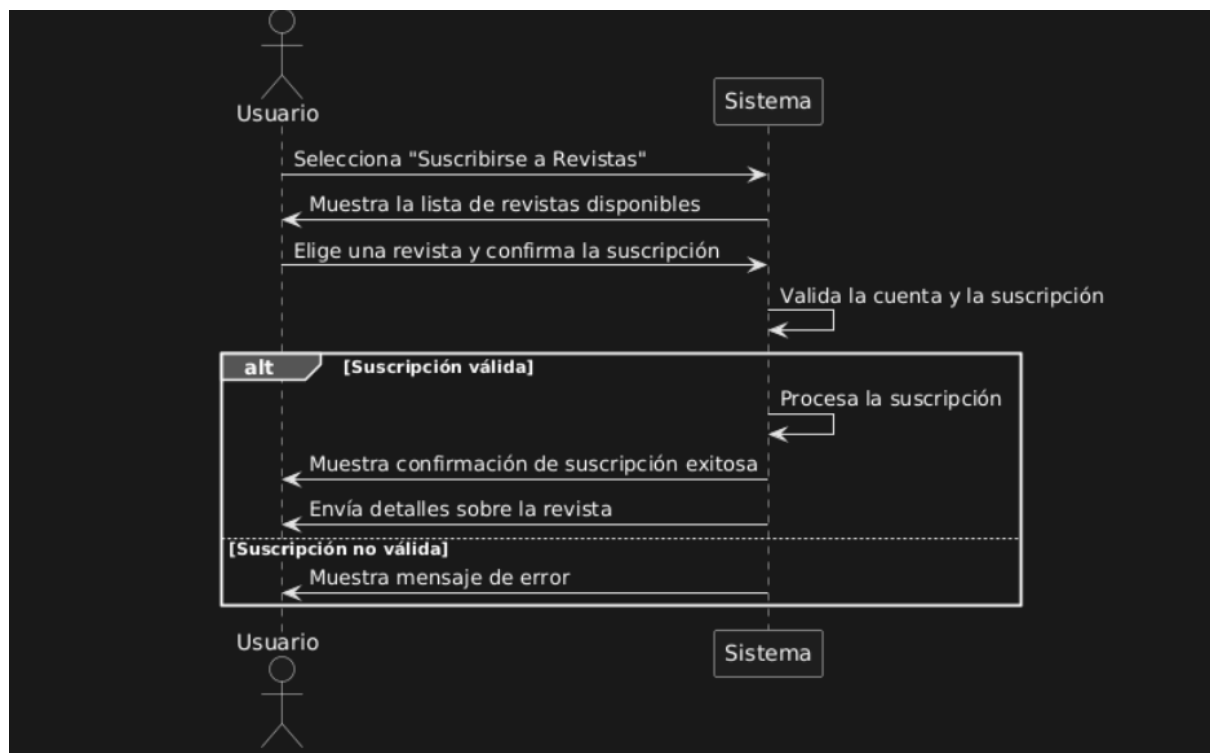 Usuario
Sistema
Selecciona "Suscribirse a Revistas"
Muestra la lista de revistas disponibles
Elige una revista y confirma la suscripción
Valida la cuenta y la suscripción
alt [Suscripción válida]
Procesa la suscripción
Muestra confirmación de suscripción exitosa
Envía detalles sobre la revista
[Suscripción no válida]
Muestra mensaje de error
Usuario
Sistema